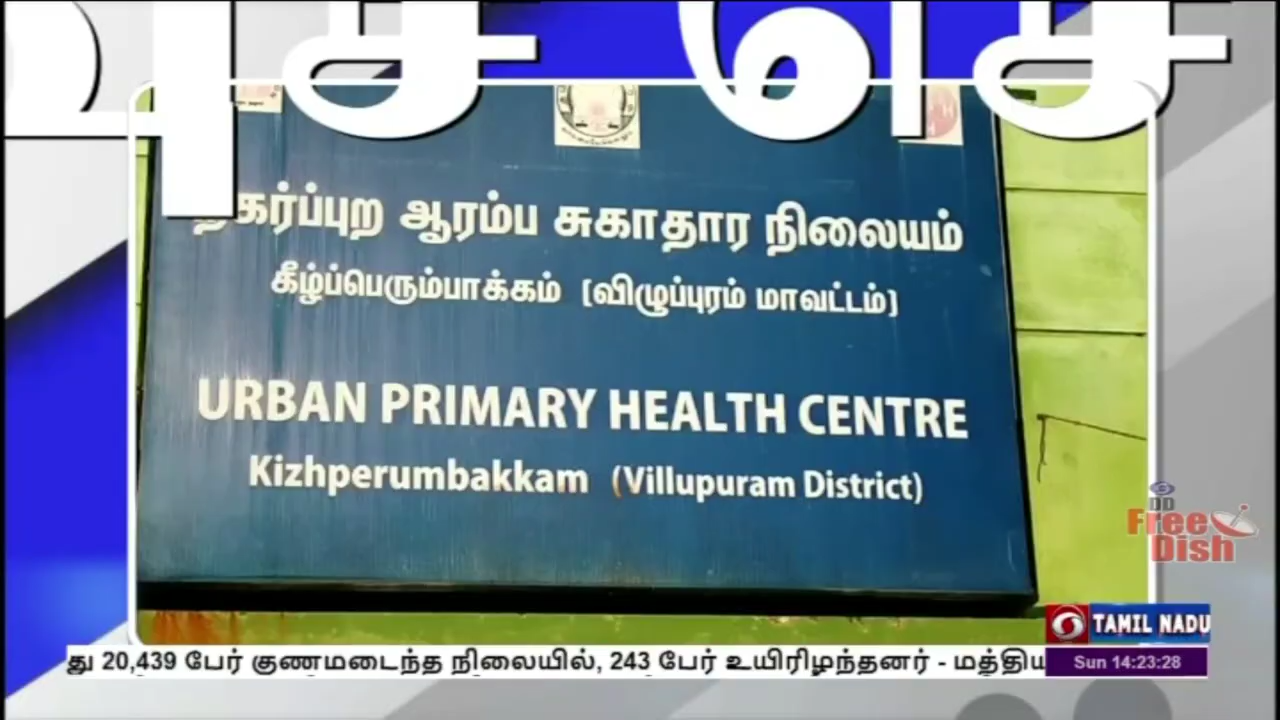 நகர்ப்புற ஆரம்ப சுகாதார நிலையம்
கீழ்ப்பெரும்பாக்கம் (விழுப்புரம் மாவட்டம்)
URBAN PRIMARY HEALTH CENTRE
Kizhperumbakkam (Villupuram District)
DD
Free
Dish
TAMIL NADU
து 20,439 பேர் குணமடைந்த நிலையில், 243 பேர் உயிரிழந்தனர் - மத்திய
Sun 14:23:28